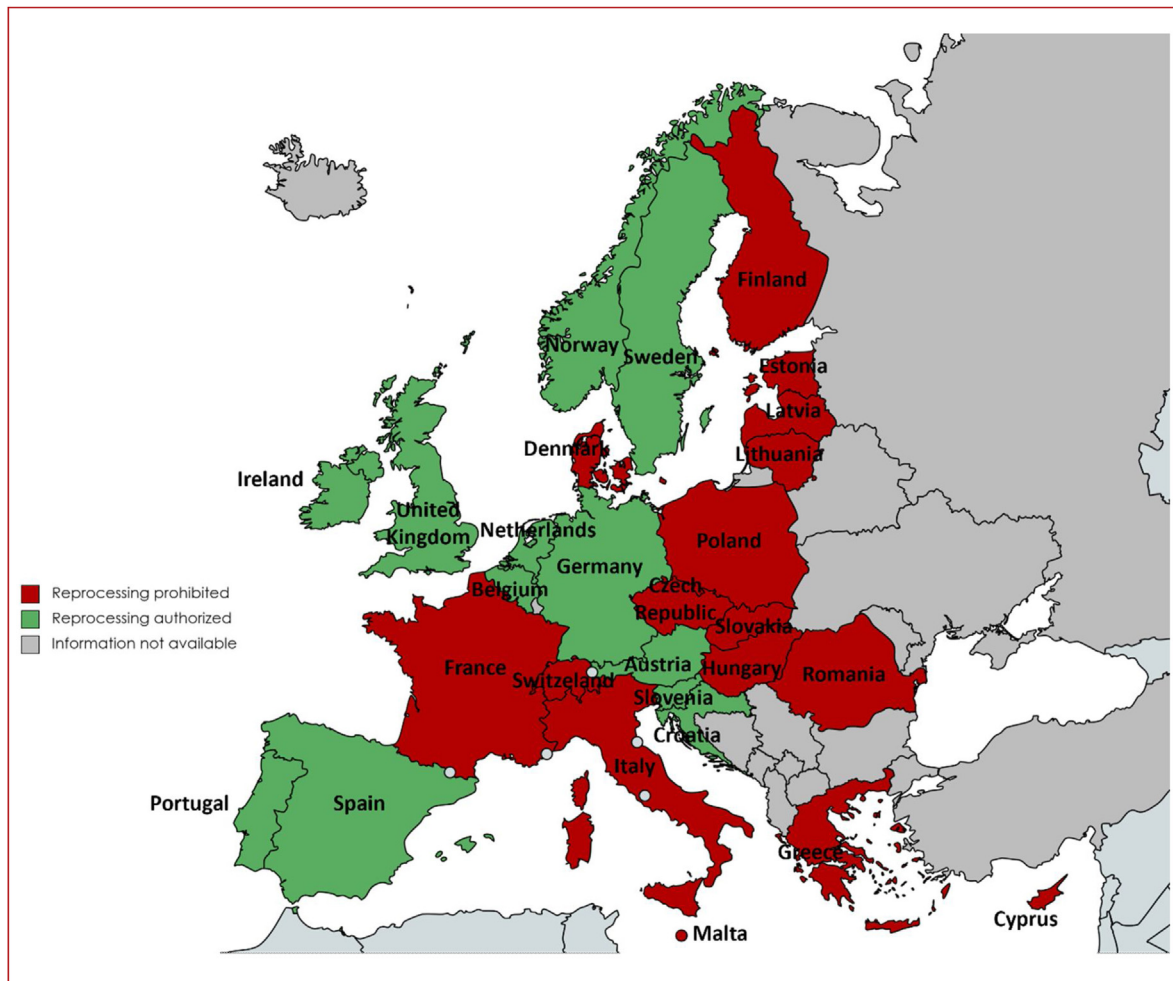 Finland
Norway
Sweden
Estonia
Latvia
Denmark
Lithuania
Ireland
United
Kingdom
Netherlands
Poland
Germany
Belgium
Czech
Republic
Reprocessing prohibited
Reprocessing authorized
Information not available
Slovakia
France
Austria
Hungary
Switzeland
Romania
Slovenia
Croatia
Italy
Portugal
Spain
Greece
Cyprus
Malta